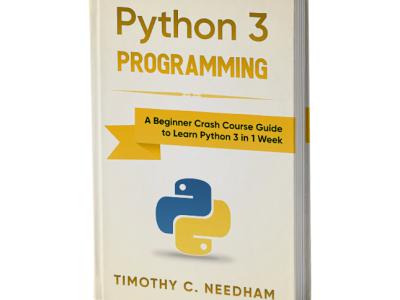 Python 3
PROGRAMMING
A Beginner Crash Course Guide
to Learn Python 3 in 1 Week
TIMOTHY C. NEEDHAM